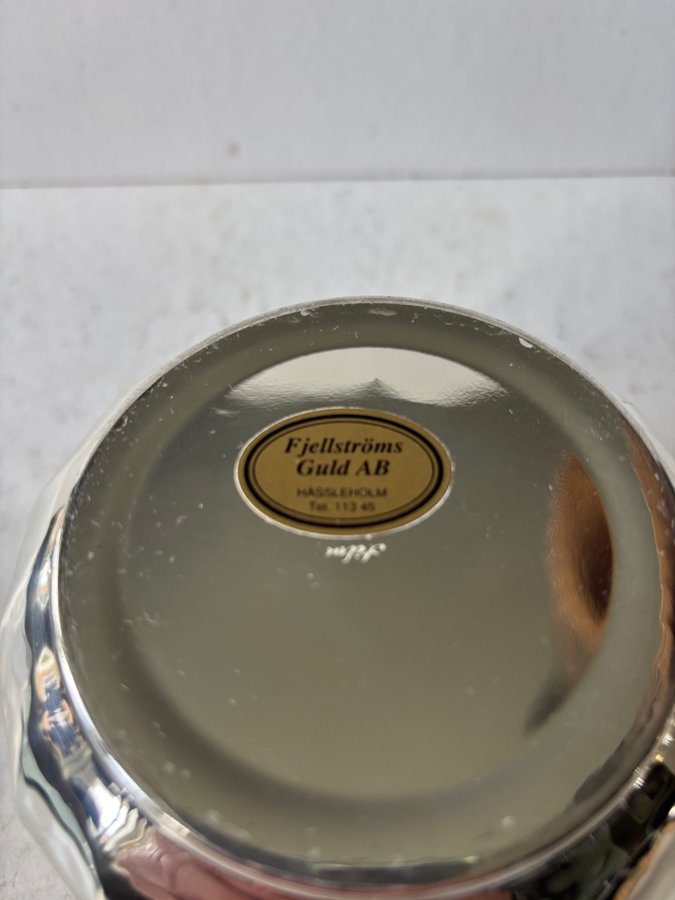 Fjellströms
Guld AB
HÄSSLEHOLM
Tel. 113 45